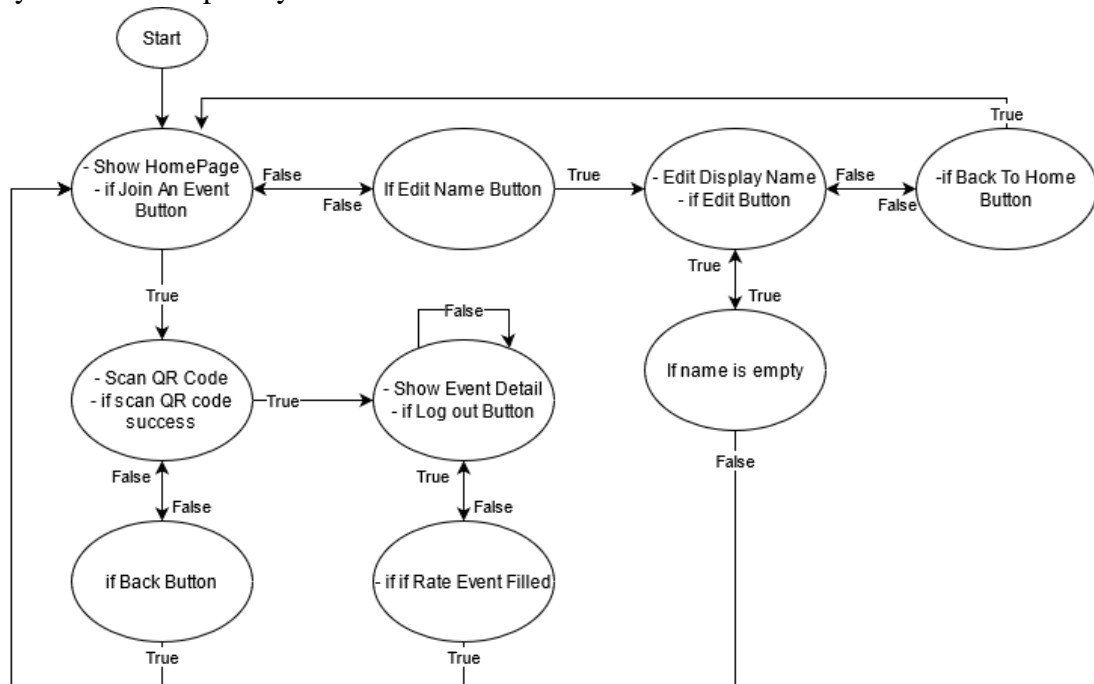 Start
True
- Show HomePage
- if Join An Event
Button
False
False
If Edit Name Button
True
- Edit Display Name
- if Edit Button
False
False
-if Back To Home
Button
True
True
True
- Scan QR Code
- if scan QR code
success
True
False
- Show Event Detail
- if Log out Button
If name is empty
False
False
False
True
False
if Back Button
- if if Rate Event Filled
True
True